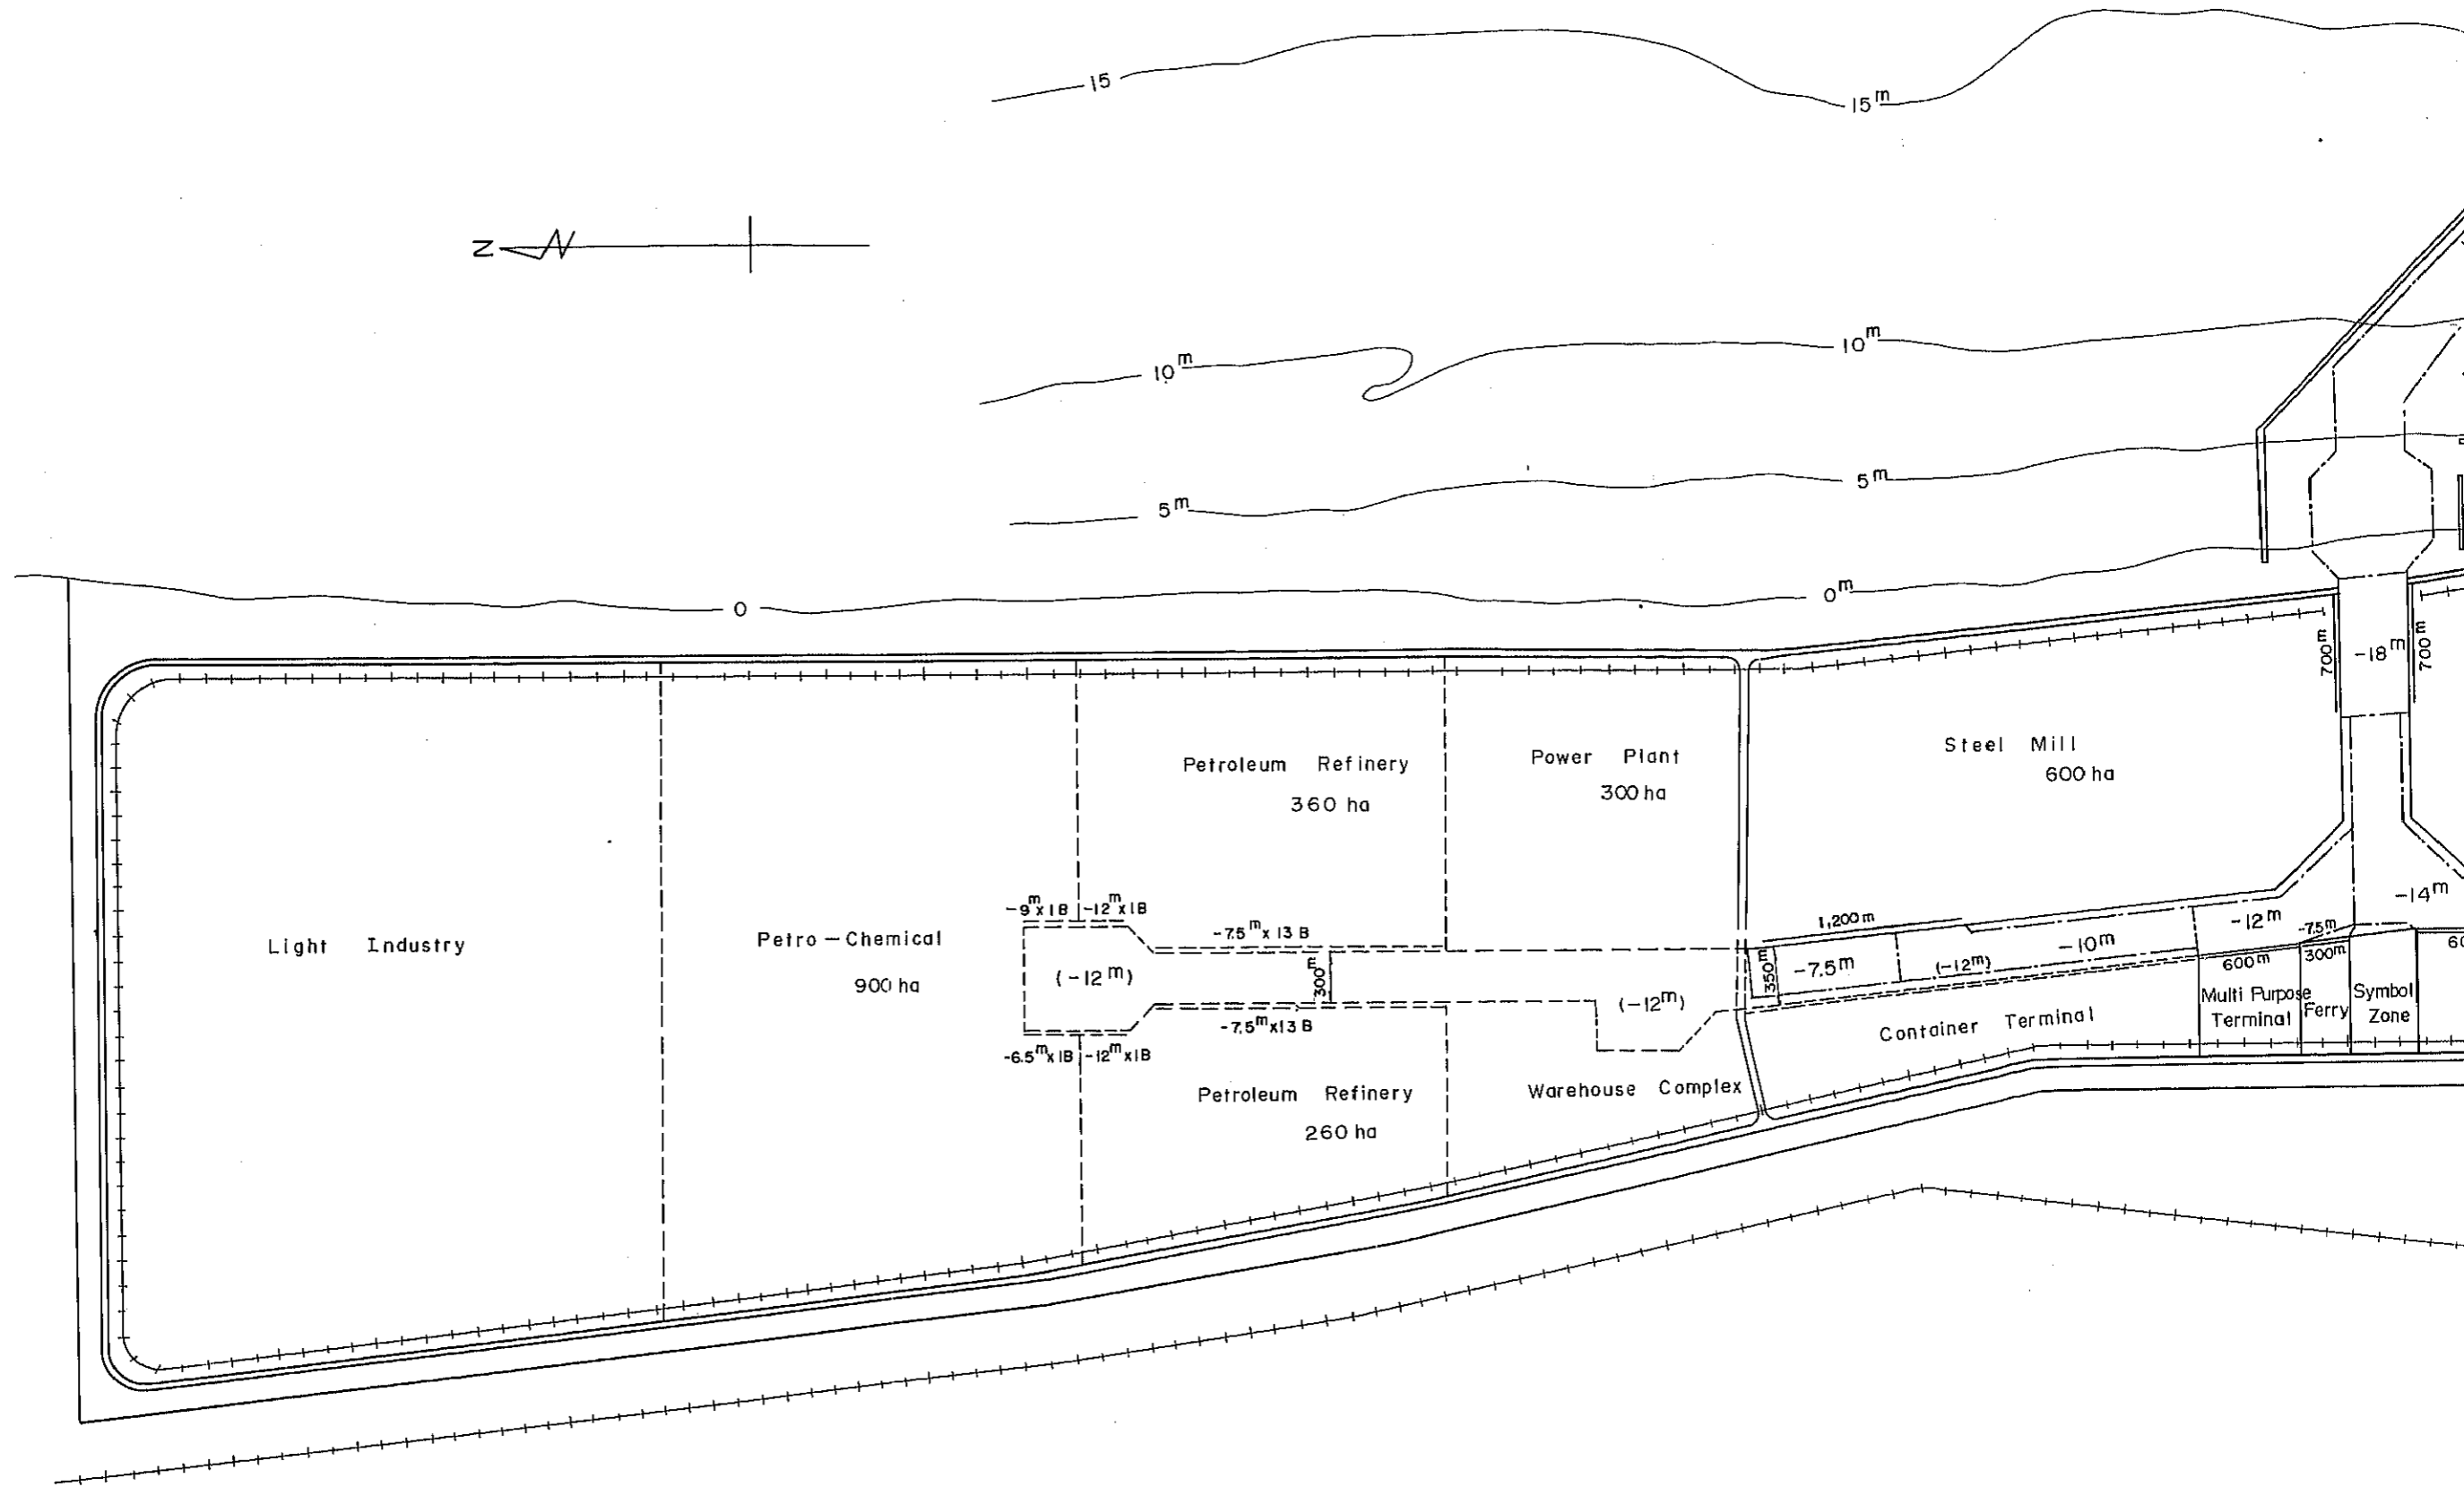 15
15m
N
10m
10m
5m
5m
0
0m
700m
-18m
700m
Steel Mill
600 ha
Petroleum Refinery
360 ha
Power Plant
300 ha
-9m x 1B
-12m x 1B
-7.5m x 13 B
1,200 m
-14m
-12m
-7.5m
Light Industry
Petro-Chemical
900 ha
(-12m)
300m
(-12m)
350m
-7.5m
(-12m)
-10m
600m
300m
60
-6.5m x 1B
-12m x 1B
-7.5m x 13 B
Container Terminal
Multi Purpose
Terminal
Ferry
Symbol
Zone
Petroleum Refinery
260 ha
Warehouse Complex